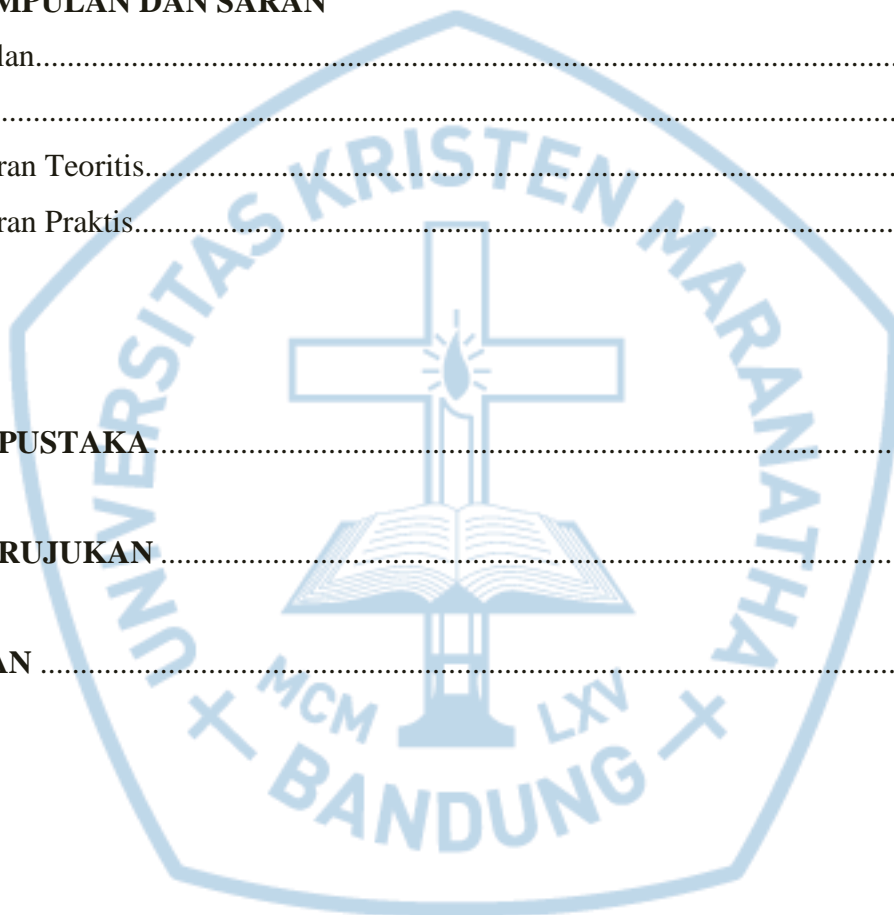 MPULAN DAN SARAN
lan....................................................................................................................
....................................................................................................................
ran Teoritis....................................................................................................
ran Praktis......................................................................................................
PUSTAKA.................................................................................... .....
RUJUKAN.................................................................................. .....
AN ................................................................................................................
UNIVERSITAS KRISTEN MARANATHA
MCM LXV
BANDUNG